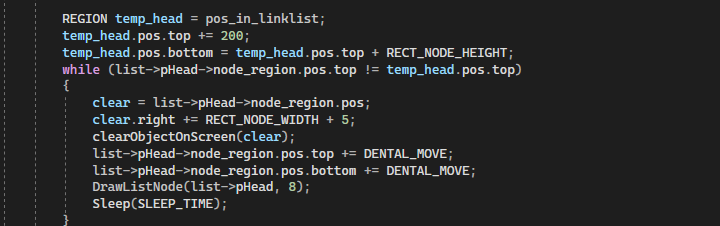 REGION temp_head = pos_in_linklist;
temp_head.pos.top += 200;
temp_head.pos.bottom = temp_head.pos.top + RECT_NODE_HEIGHT;
while (list->pHead->node_region.pos.top != temp_head.pos.top)
{
clear = list->pHead->node_region.pos;
clear.right += RECT_NODE_WIDTH + 5;
clearObjectOnScreen(clear);
list->pHead->node_region.pos.top += DENTAL_MOVE;
list->pHead->node_region.pos.bottom += DENTAL_MOVE;
DrawListNode(list->pHead, 8);
Sleep(SLEEP_TIME);
}